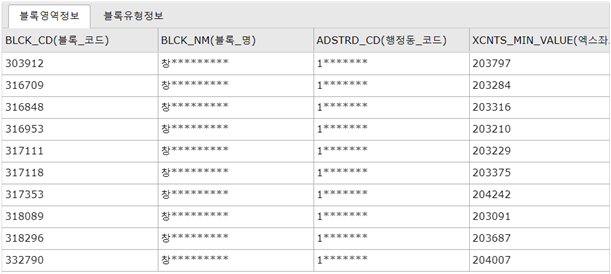 블록영역정보 블록유형정보
BLCK_CD(블록_코드) BLCK_NM(블록_명) ADSTRD_CD(행정동_코드) XCNTS_MIN_VALUE(엑스좌
303912 창********* 1******* 203797
316709 창********* 1******* 203284
316848 창********* 1******* 203316
316953 창********* 1******* 203210
317111 창********* 1******* 203229
317118 창********* 1******* 203375
317353 창********* 1******* 204242
318089 창********* 1******* 203091
318296 창********* 1******* 203687
332790 창********* 1******* 204007